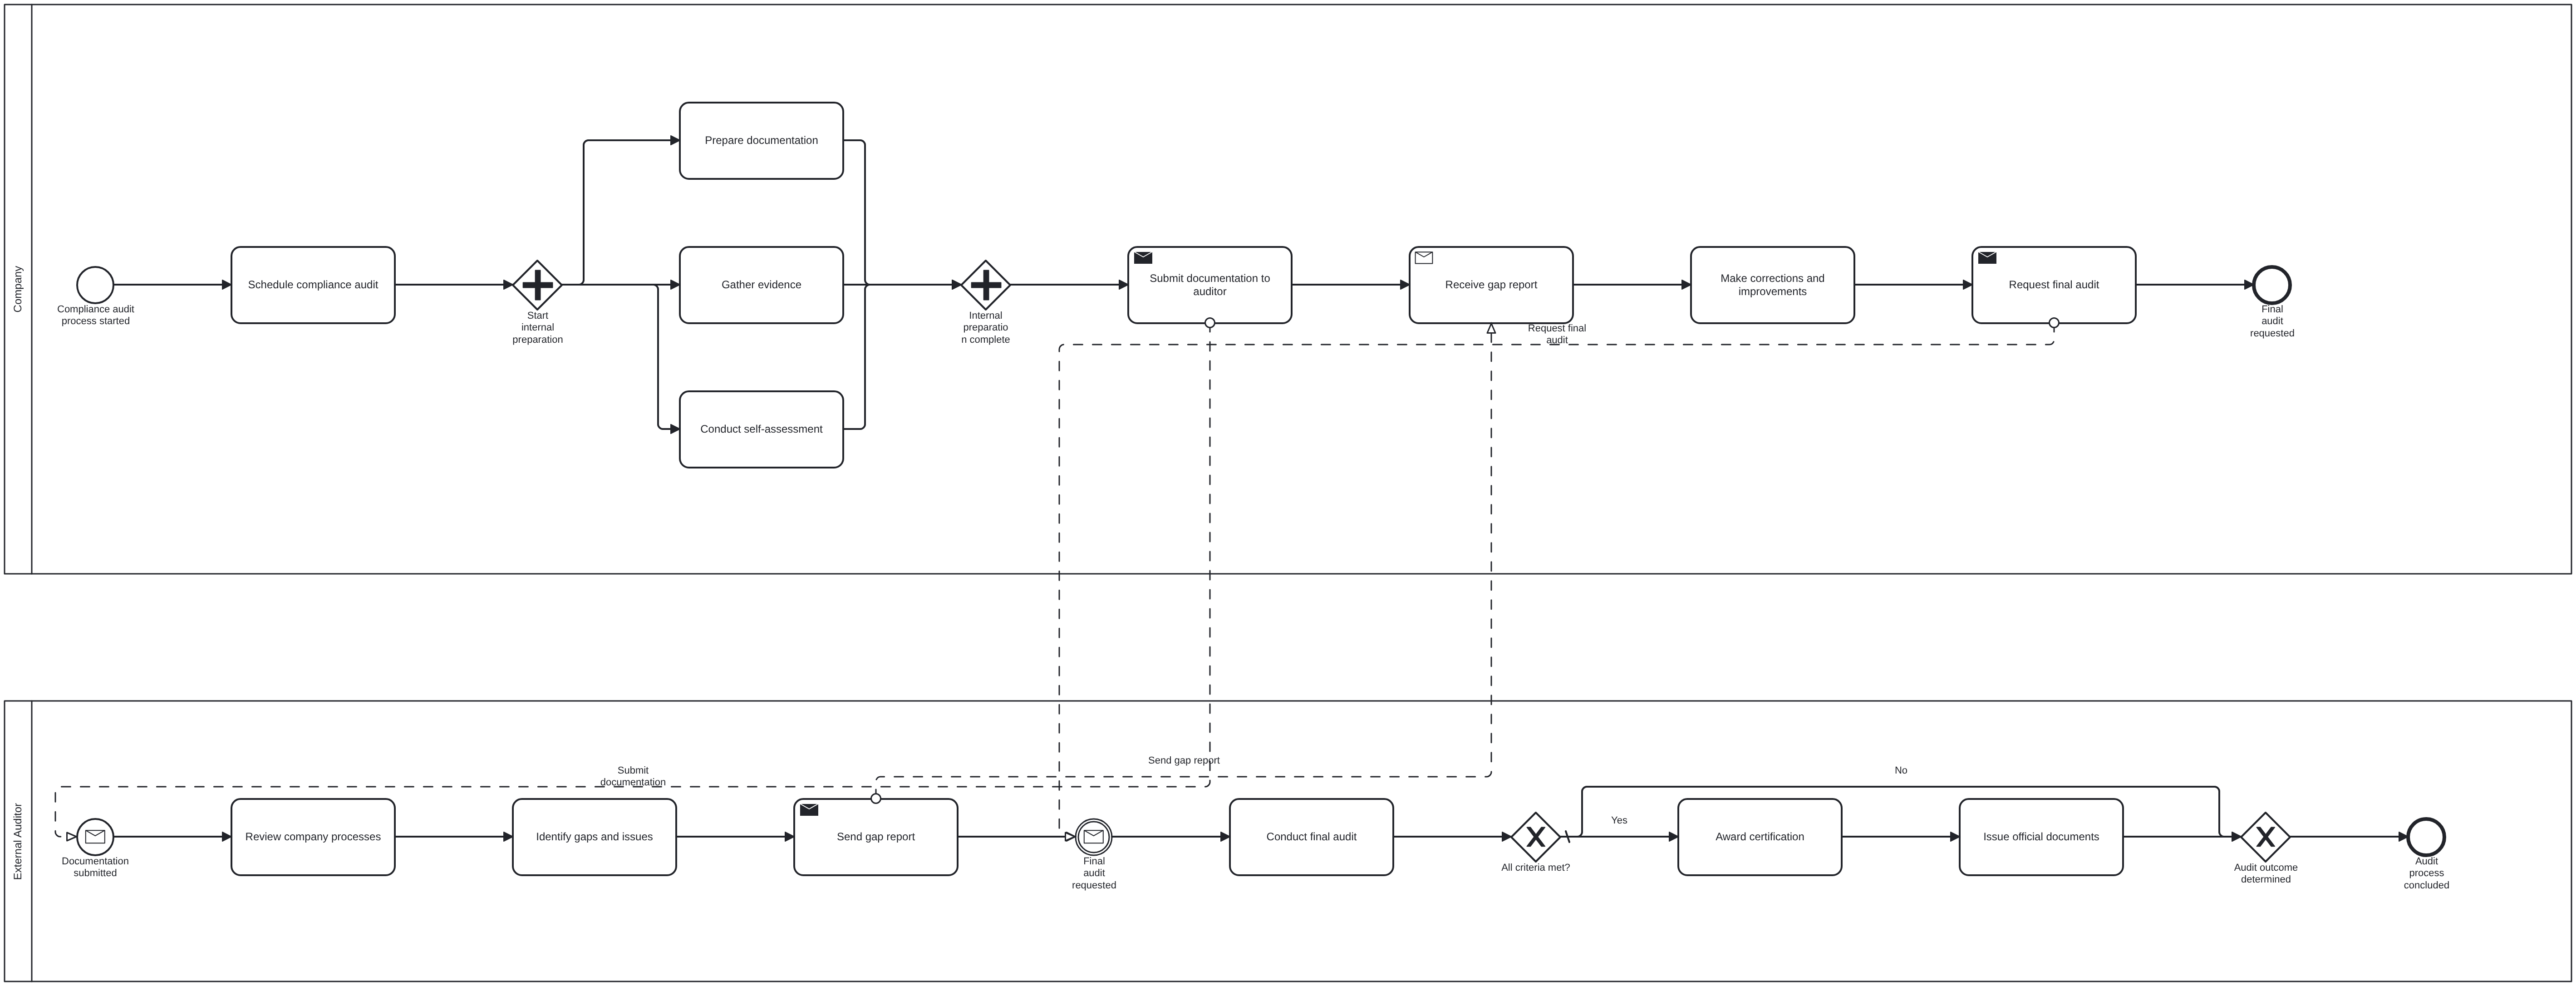 Company
Compliance audit
process started
Schedule compliance audit
Start
internal
preparation
Prepare documentation
Gather evidence
Conduct self-assessment
Internal
preparatio
n complete
Submit documentation to
auditor
Receive gap report
Make corrections and
improvements
Request final audit
Final
audit
requested
Request final
audit
External Auditor
Submit
documentation
Send gap report
No
Documentation
submitted
Review company processes
Identify gaps and issues
Send gap report
Final
audit
requested
Conduct final audit
All criteria met?
Yes
Award certification
Issue official documents
Audit outcome
determined
Audit
process
concluded